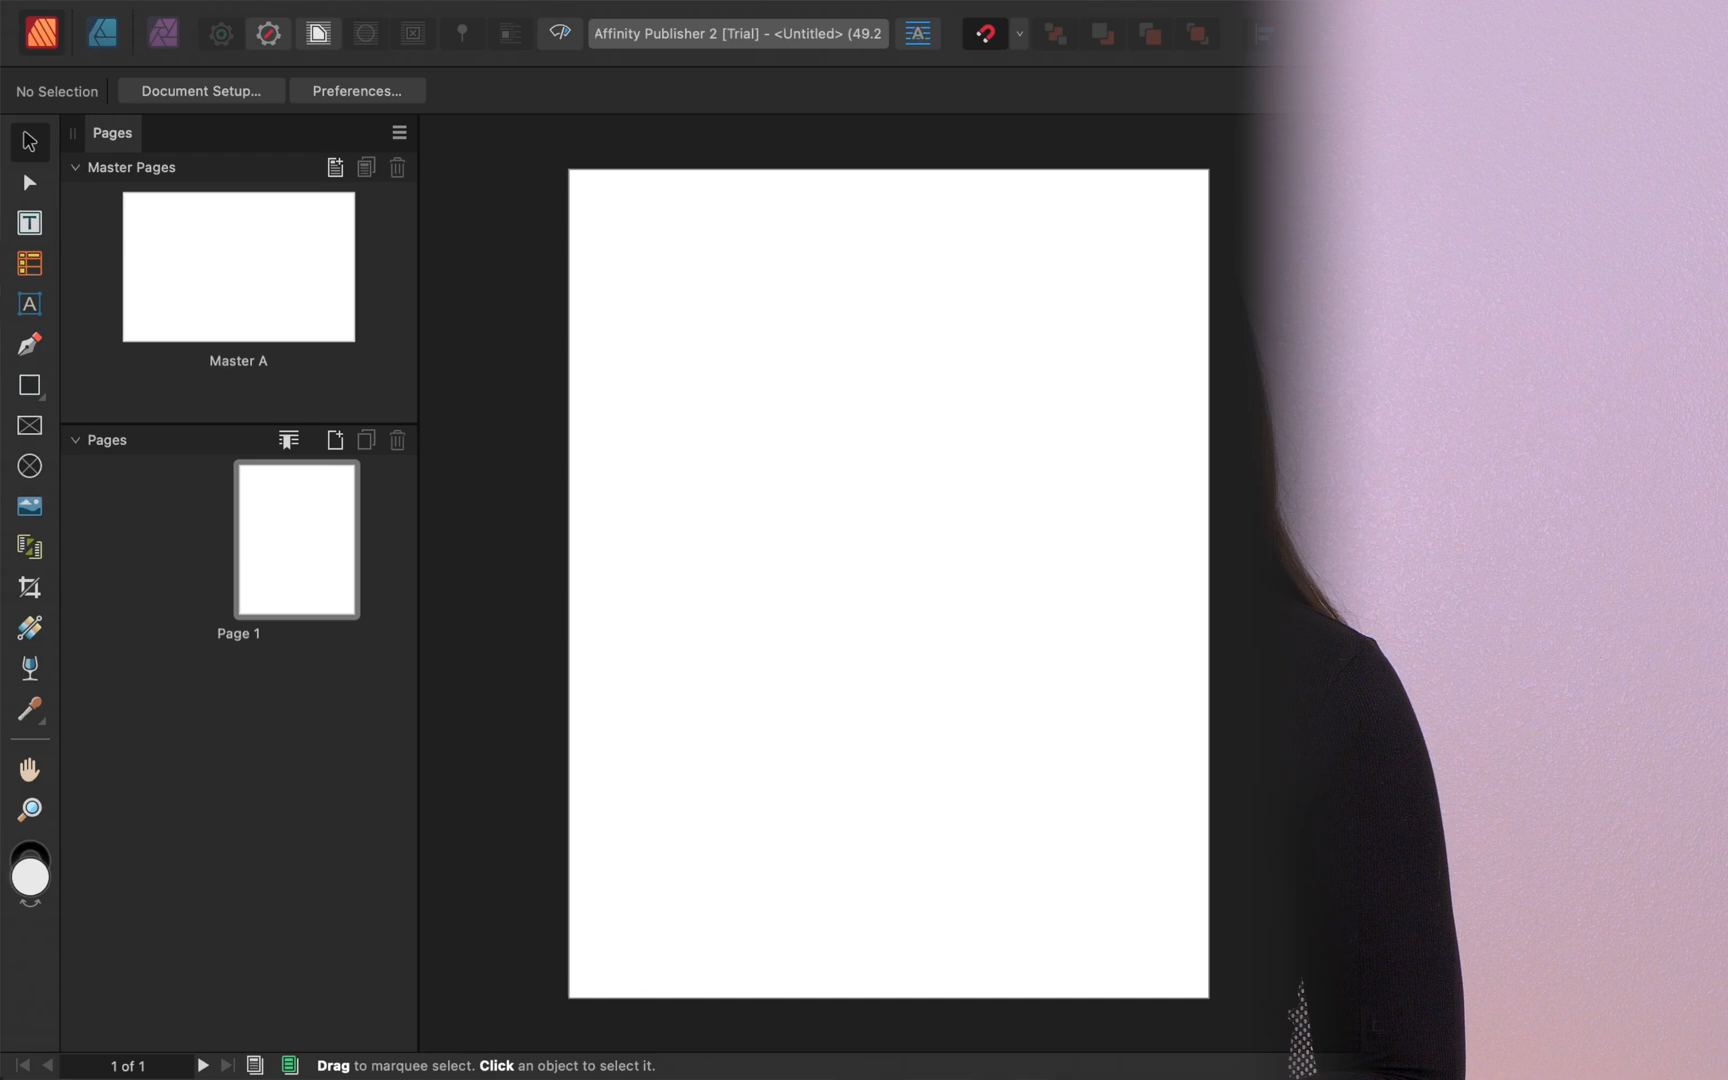 Affinity Publisher 2 [Trial] - <Untitled> (49.2
No Selection
Document Setup...
Preferences...
Pages
Master Pages
Master A
Pages
Page 1
1 of 1
Drag to marquee select. Click an object to select it.